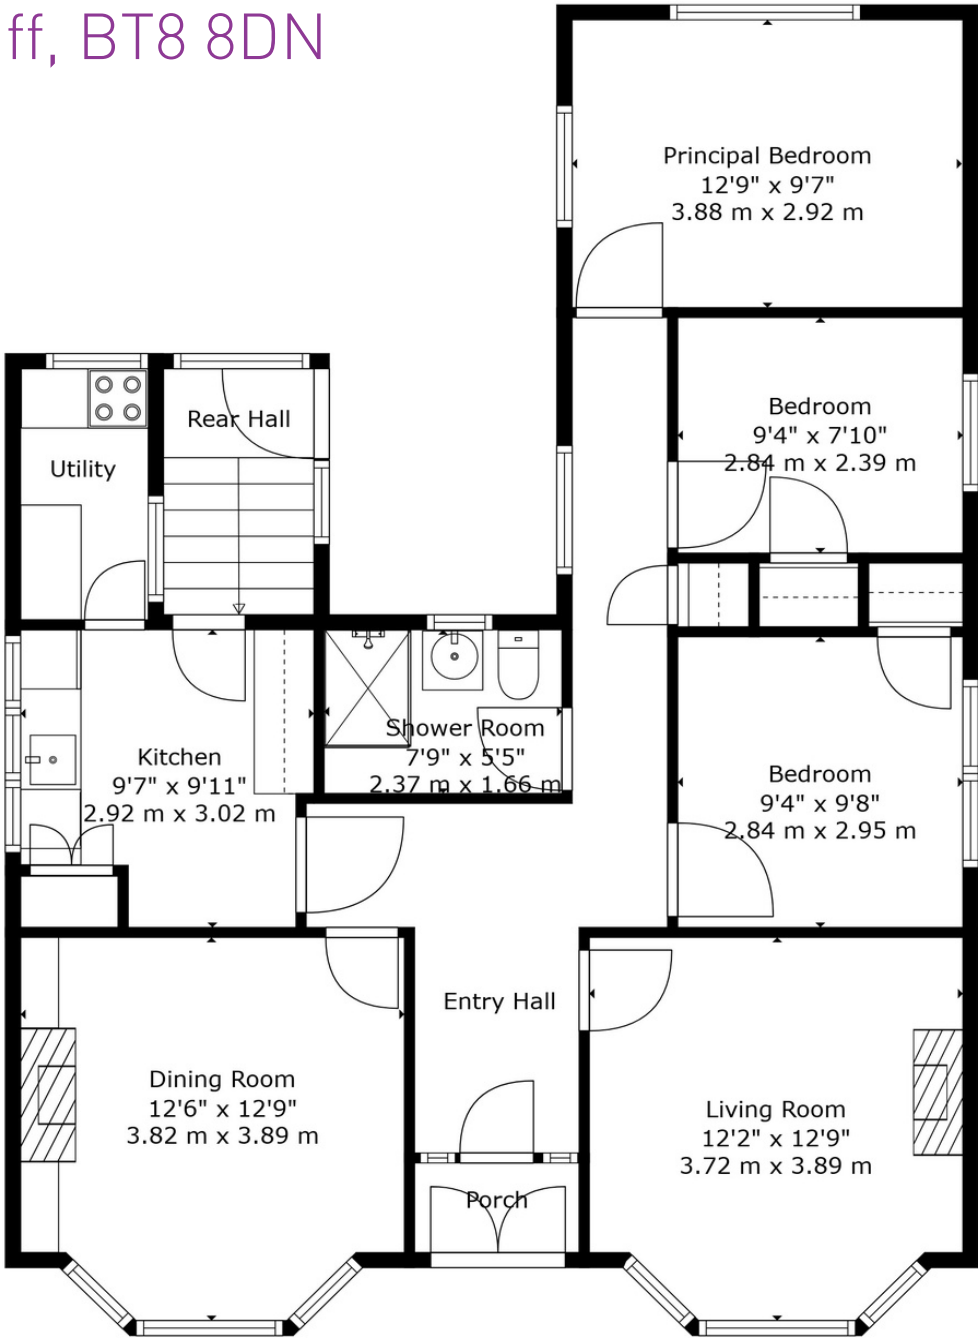 ff, BT8 8DN
Principal Bedroom
12'9" x 9'7"
3.88 m x 2.92 m
Bedroom
9'4" x 7'10"
2.84 m x 2.39 m
Rear Hall
Utility
Shower Room
7'9" x 5'5"
2.37 m x 1.66 m
Kitchen
9'7" x 9'11"
2.92 m x 3.02 m
Bedroom
9'4" x 9'8"
2.84 m x 2.95 m
Entry Hall
Dining Room
12'6" x 12'9"
3.82 m x 3.89 m
Living Room
12'2" x 12'9"
3.72 m x 3.89 m
Porch